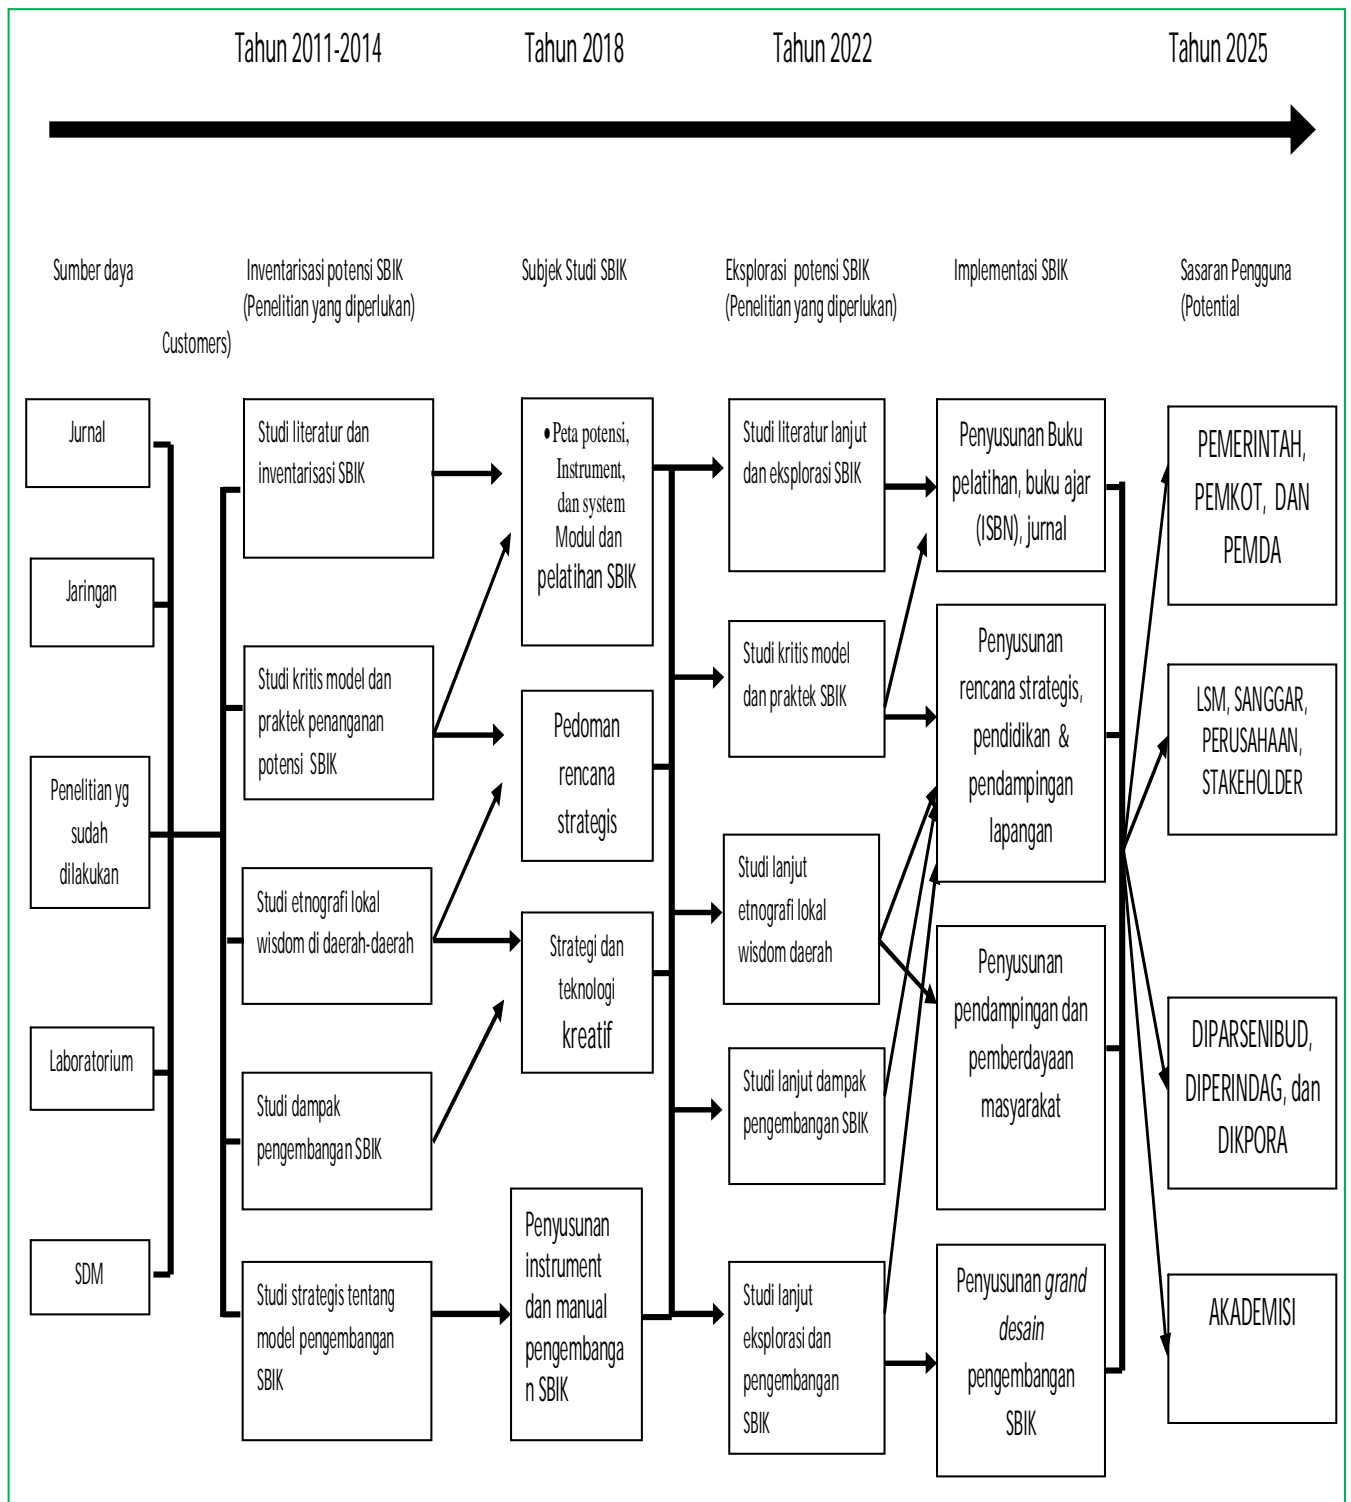 Tahun 2011-2014
Tahun 2018
Tahun 2022
Tahun 2025
Sumber daya
Inventarisasi potensi SBIK
(Penelitian yang diperlukan)
Subjek Studi SBIK
Eksplorasi potensi SBIK
(Penelitian yang diperlukan)
Implementasi SBIK
Sasaran Pengguna
(Potential
Customers)
Jurnal
Jaringan
Penelitian yg
sudah
dilakukan
Laboratorium
SDM
Studi literatur dan
inventarisasi SBIK
Studi kritis model dan
praktek penanganan
potensi SBIK
Studi etnografi lokal
wisdom di daerah-daerah
Studi dampak
pengembangan SBIK
Studi strategis tentang
model pengembangan
SBIK
•Peta potensi,
Instrument,
dan system
Modul dan
pelatihan SBIK
Pedoman
rencana
strategis
Strategi dan
teknologi
kreatif
Penyusunan
instrument
dan manual
pengembanga
n SBIK
Studi literatur lanjut
dan eksplorasi SBIK
Studi kritis model
dan praktek SBIK
Studi lanjut
etnografi lokal
wisdom daerah
Studi lanjut dampak
pengembangan SBIK
Studi lanjut
eksplorasi dan
pengembangan
SBIK
Penyusunan Buku
pelatihan, buku ajar
(ISBN), jurnal
Penyusunan
rencana strategis,
pendidikan &
pendampingan
lapangan
Penyusunan
pendampingan dan
pemberdayaan
masyarakat
Penyusunan grand
desain
pengembangan
SBIK
PEMERINTAH,
PEMKOT, DAN
PEMDA
LSM, SANGGAR,
PERUSAHAAN,
STAKEHOLDER
DIPARSENIBUD,
DIPERINDAG, dan
DIKPORA
AKADEMISI